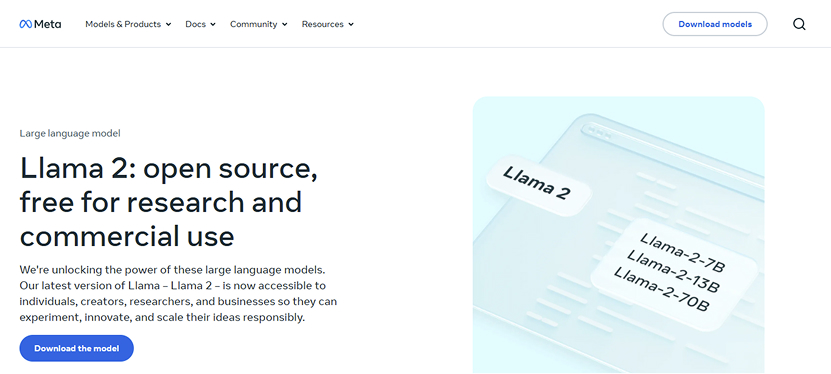 Meta
Models & Products
Docs
Community
Resources
Download models
Large language model
Llama 2: open source,
free for research and
commercial use
We're unlocking the power of these large language models.
Our latest version of Llama – Llama 2 – is now accessible to
individuals, creators, researchers, and businesses so they can
experiment, innovate, and scale their ideas responsibly.
Download the model
Llama 2
Llama-2-7B
Llama-2-13B
Llama-2-70B